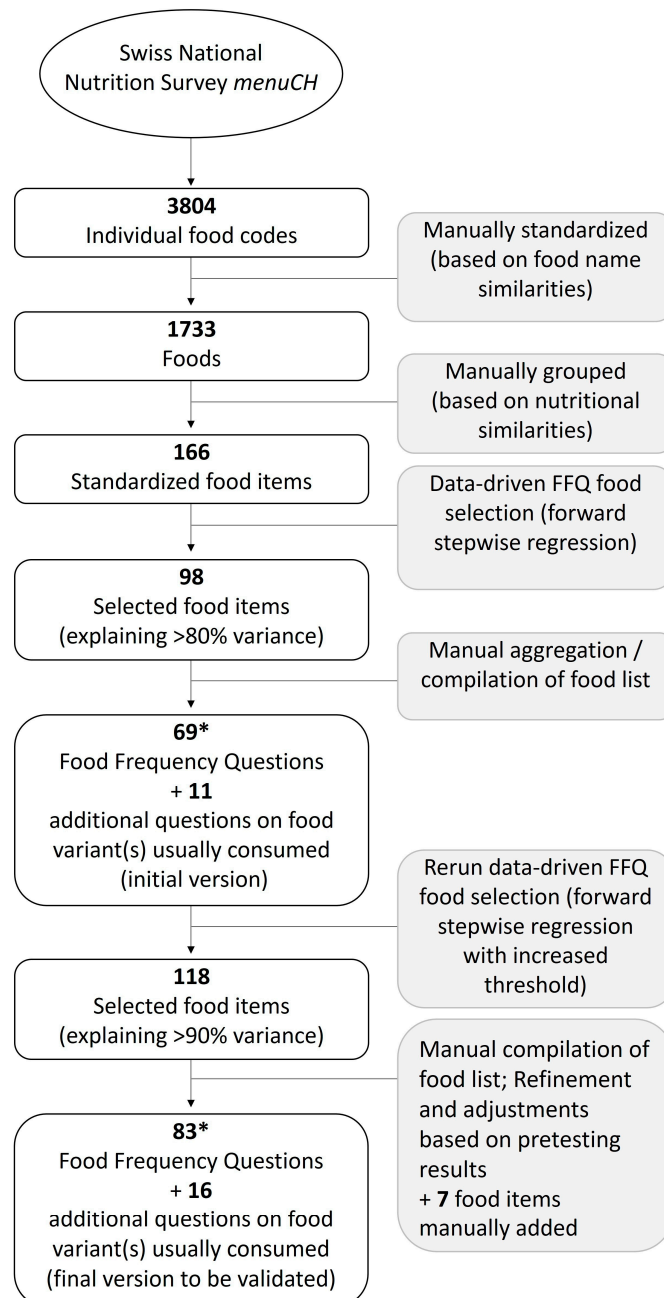 Swiss National
Nutrition Survey menuCH
3804
Individual food codes
Manually standardized
(based on food name
similarities)
1733
Foods
Manually grouped
(based on nutritional
similarities)
166
Standardized food items
Data-driven FFQ food
selection (forward
stepwise regression)
98
Selected food items
(explaining >80% variance)
Manual aggregation /
compilation of food list
69*
Food Frequency Questions
+ 11
additional questions on food
variant(s) usually consumed
(initial version)
Rerun data-driven FFQ
food selection (forward
stepwise regression
with increased
threshold)
118
Selected food items
(explaining >90% variance)
Manual compilation of
food list; Refinement
and adjustments
based on pretesting
results
+ 7 food items
manually added
83*
Food Frequency Questions
+ 16
additional questions on food
variant(s) usually consumed
(final version to be validated)